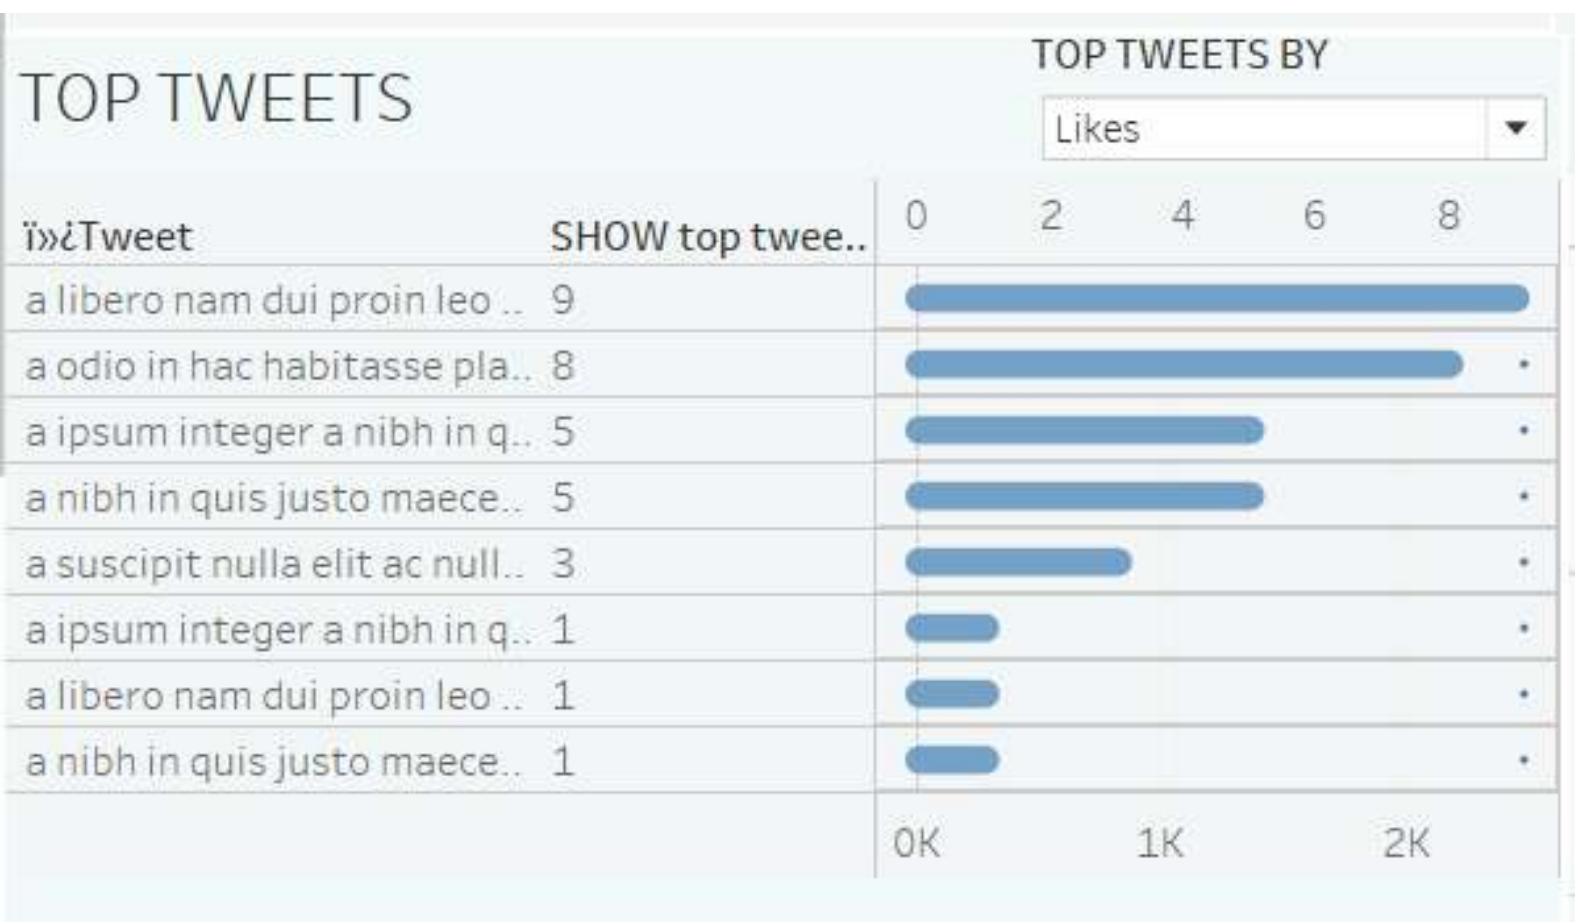 TOP TWEETS BY
TOP TWEETS
Likes
ï»¿Tweet SHOW top twee.. 0 2 4 6 8
a libero nam dui proin leo .. 9
a odio in hac habitasse pla.. 8
a ipsum integer a nibh in q.. 5
a nibh in quis justo maece.. 5
a suscipit nulla elit ac null.. 3
a ipsum integer a nibh in q.. 1
a libero nam dui proin leo .. 1
a nibh in quis justo maece.. 1
0K 1K 2K